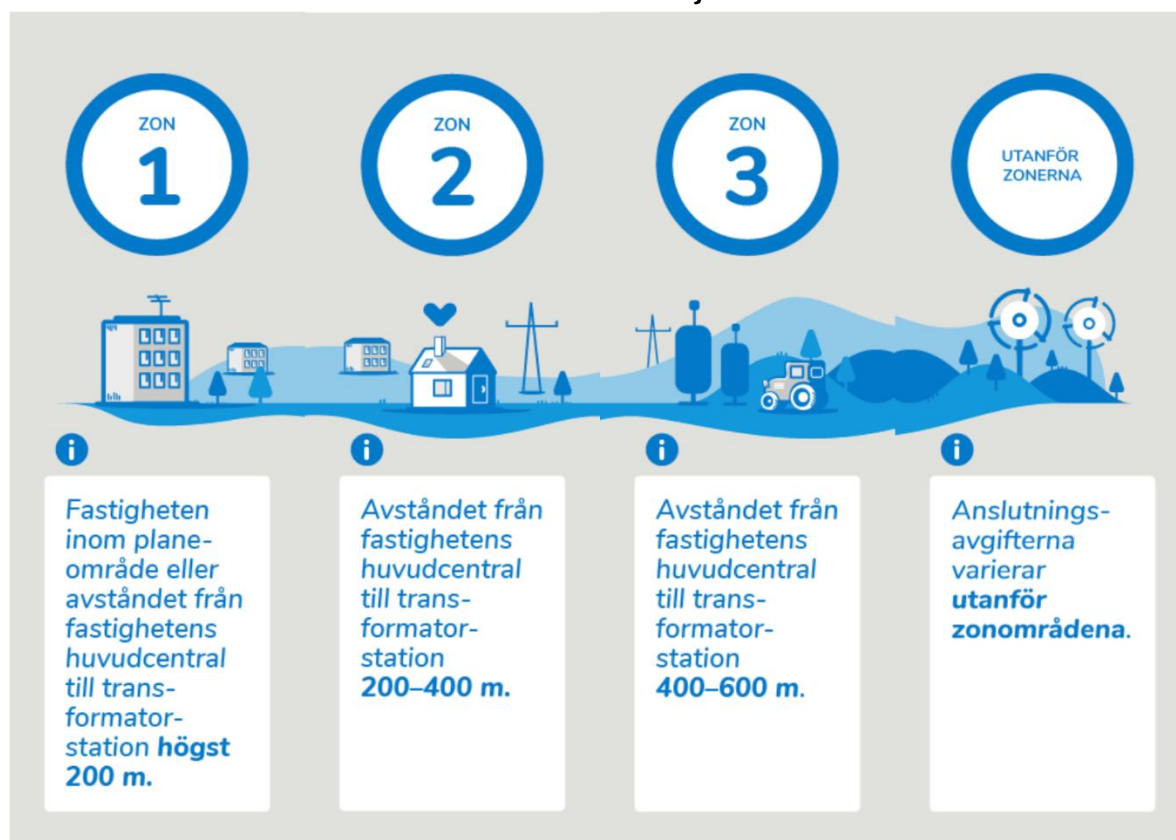 ZON
1
ZON
2
ZON
3
UTANFÖR
ZONERNA
Fastigheten
inom plane-
område eller
avståndet från
fastighetens
huvudcentral
till trans-
formator-
station högst
200 m.
Avståndet från
fastighetens
huvudcentral
till trans-
formator-
station
200–400 m.
Avståndet från
fastighetens
huvudcentral
till trans-
formator-
station
400–600 m.
Anslutnings-
avgifterna
varierar
utanför
zonområdena.